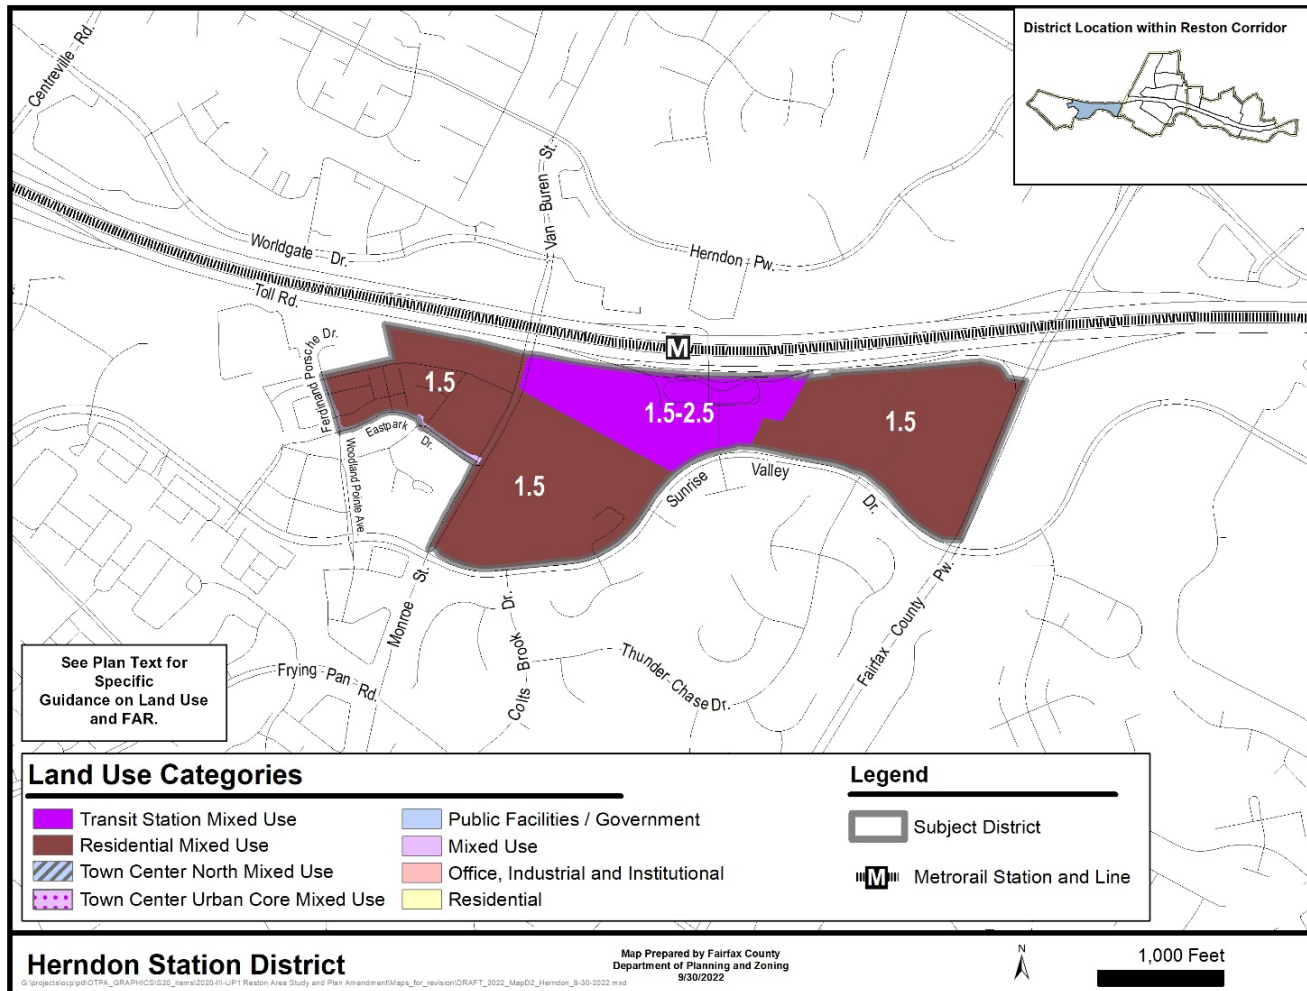 District Location within Reston Corridor
Centreville Rd.
Van Buren St.
Worldgate Dr.
Herndon Pw.
Toll Rd.
M
Ferdinand Porsche Dr.
1.5
1.5-2.5
1.5
Eastpark Dr.
Woodland Pointe Ave.
1.5
Sunrise Valley Dr.
Monroe St.
Fairfax County Pw.
Colts Brook Dr.
Thunder Chase Dr.
Frying Pan Rd.
See Plan Text for
Specific
Guidance on Land Use
and FAR.
Land Use Categories
Transit Station Mixed Use
Residential Mixed Use
Town Center North Mixed Use
Town Center Urban Core Mixed Use
Public Facilities / Government
Mixed Use
Office, Industrial and Institutional
Residential
Legend
Subject District
M
Metrorail Station and Line
Herndon Station District
Map Prepared by Fairfax County
Department of Planning and Zoning
9/30/2022
N
1,000 Feet